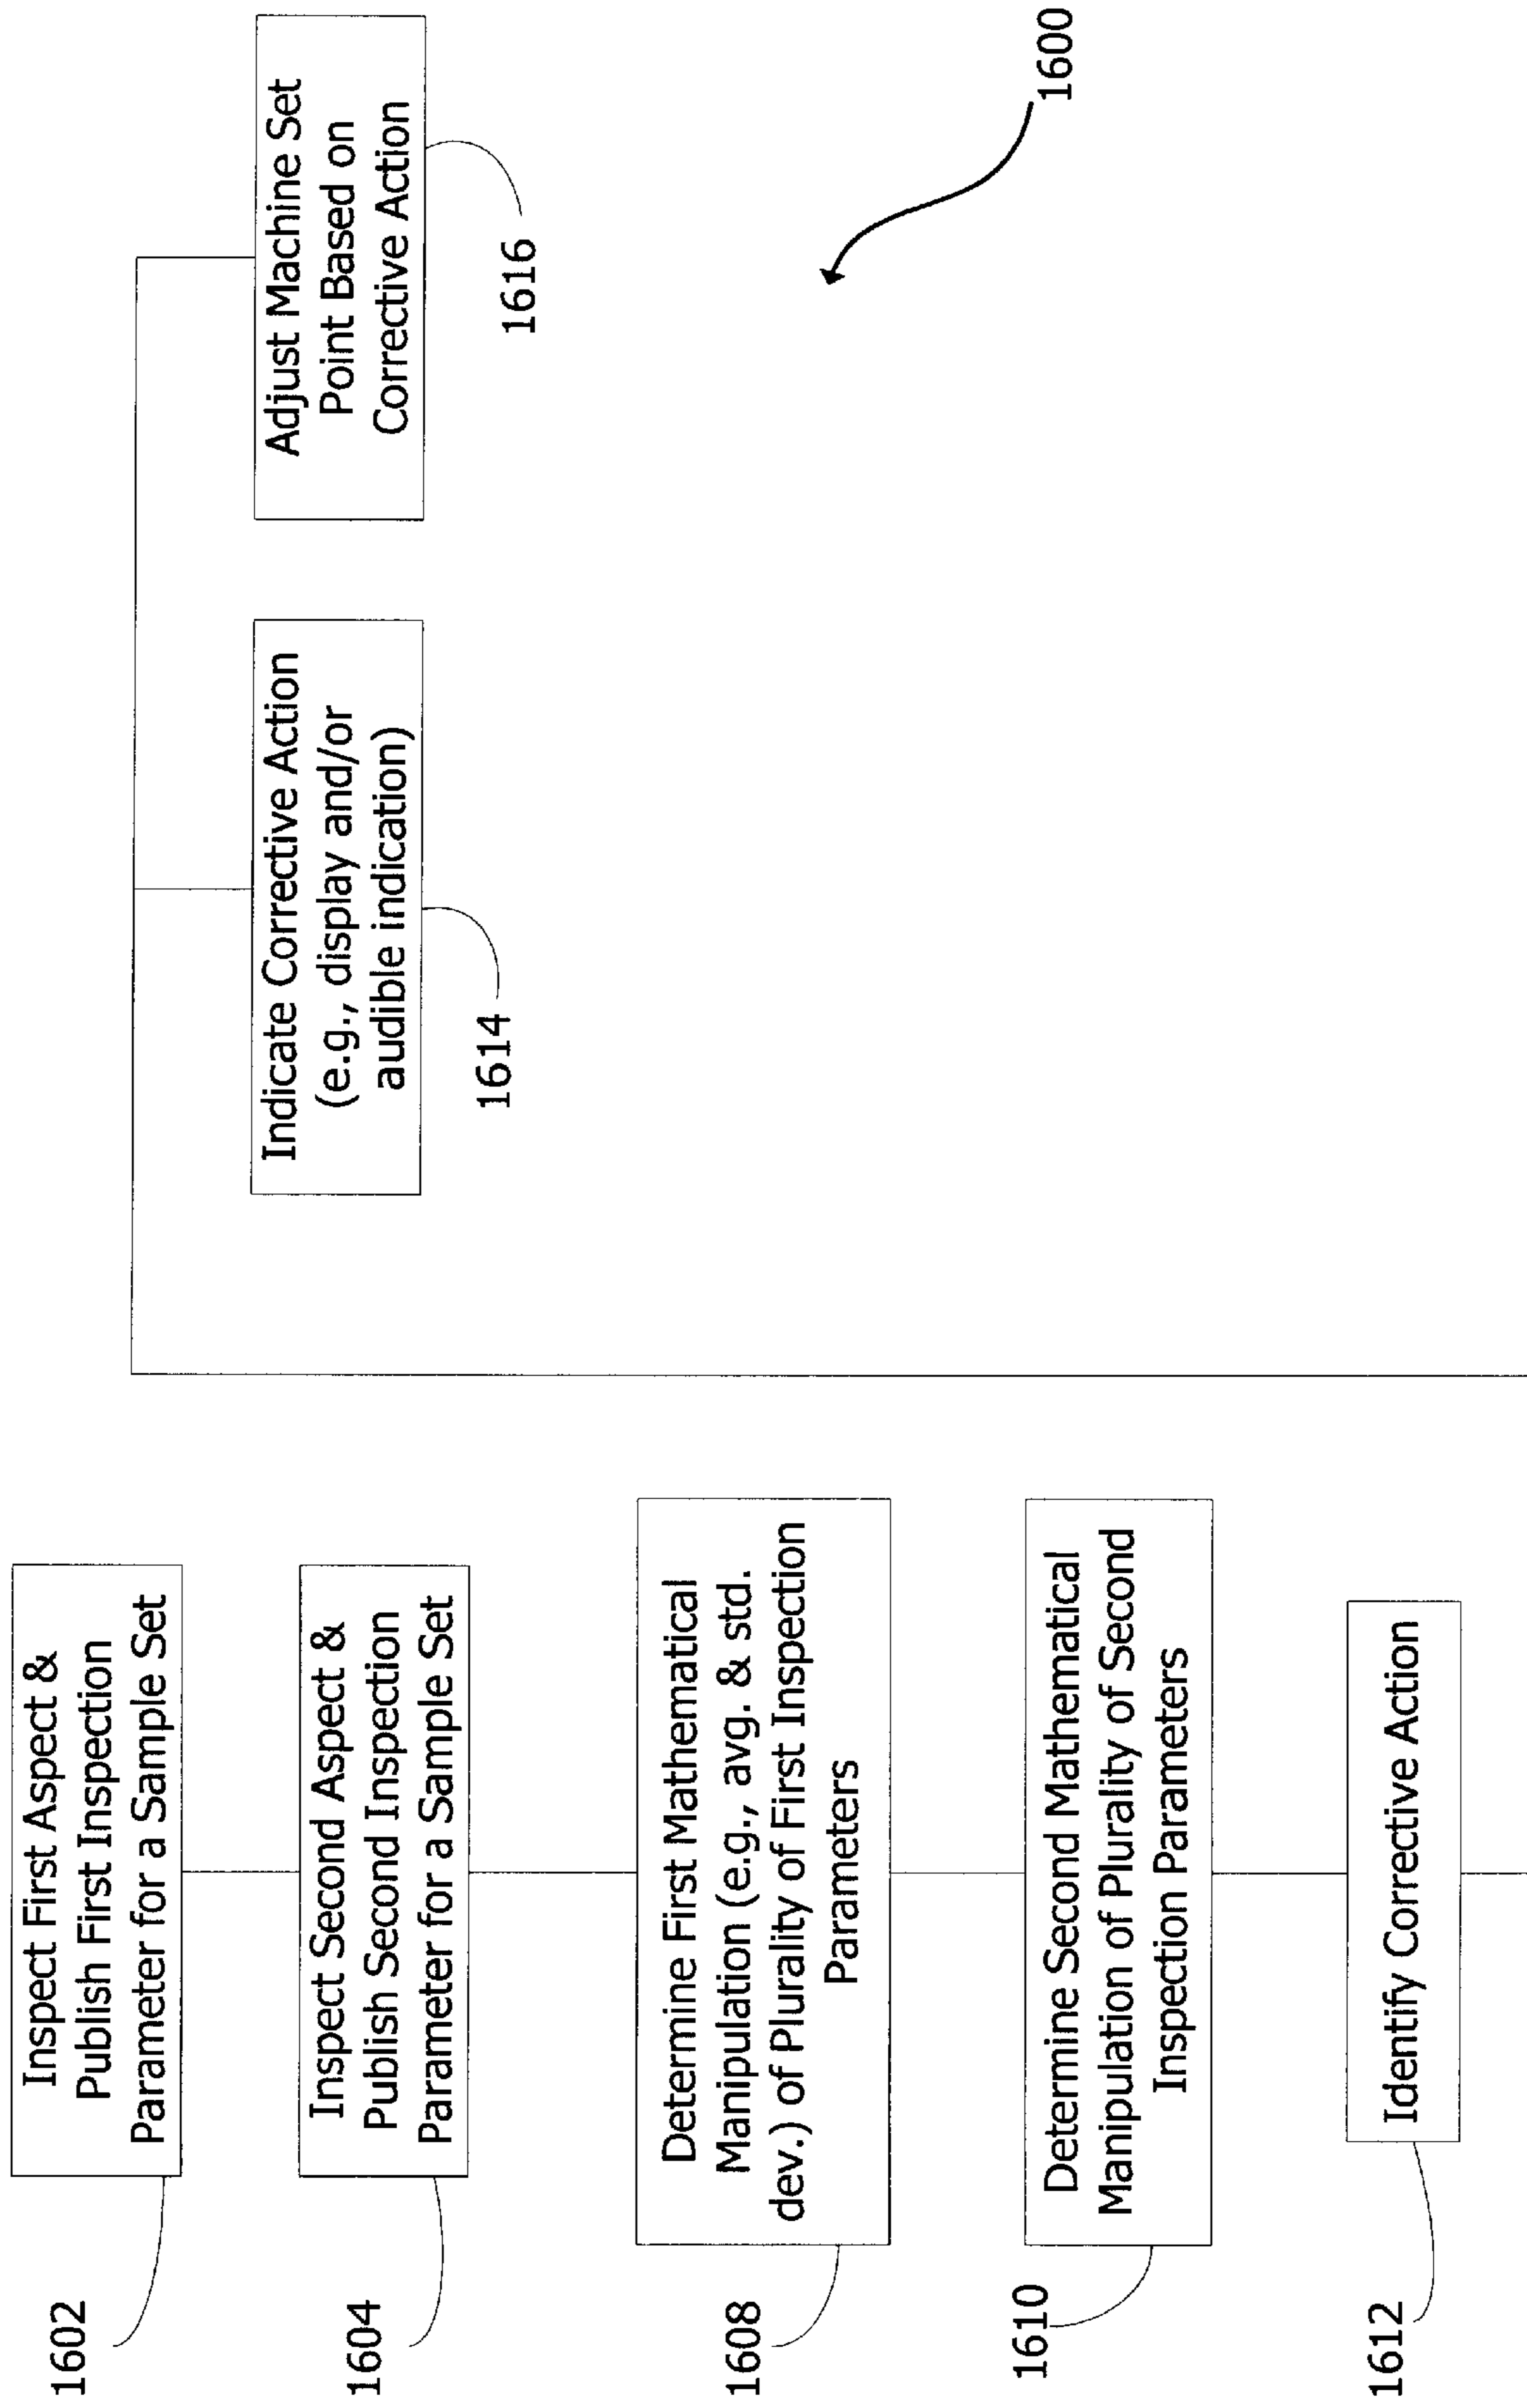 1602
Inspect First Aspect &
Publish First Inspection
Parameter for a Sample Set
1604
Inspect Second Aspect &
Publish Second Inspection
Parameter for a Sample Set
1608
Determine First Mathematical
Manipulation (e.g., avg. & std.
dev.) of Plurality of First Inspection
Parameters
1610
Determine Second Mathematical
Manipulation of Plurality of Second
Inspection Parameters
1612
Identify Corrective Action
Indicate Corrective Action
(e.g., display and/or
audible indication)
1614
Adjust Machine Set
Point Based on
Corrective Action
1616
1600